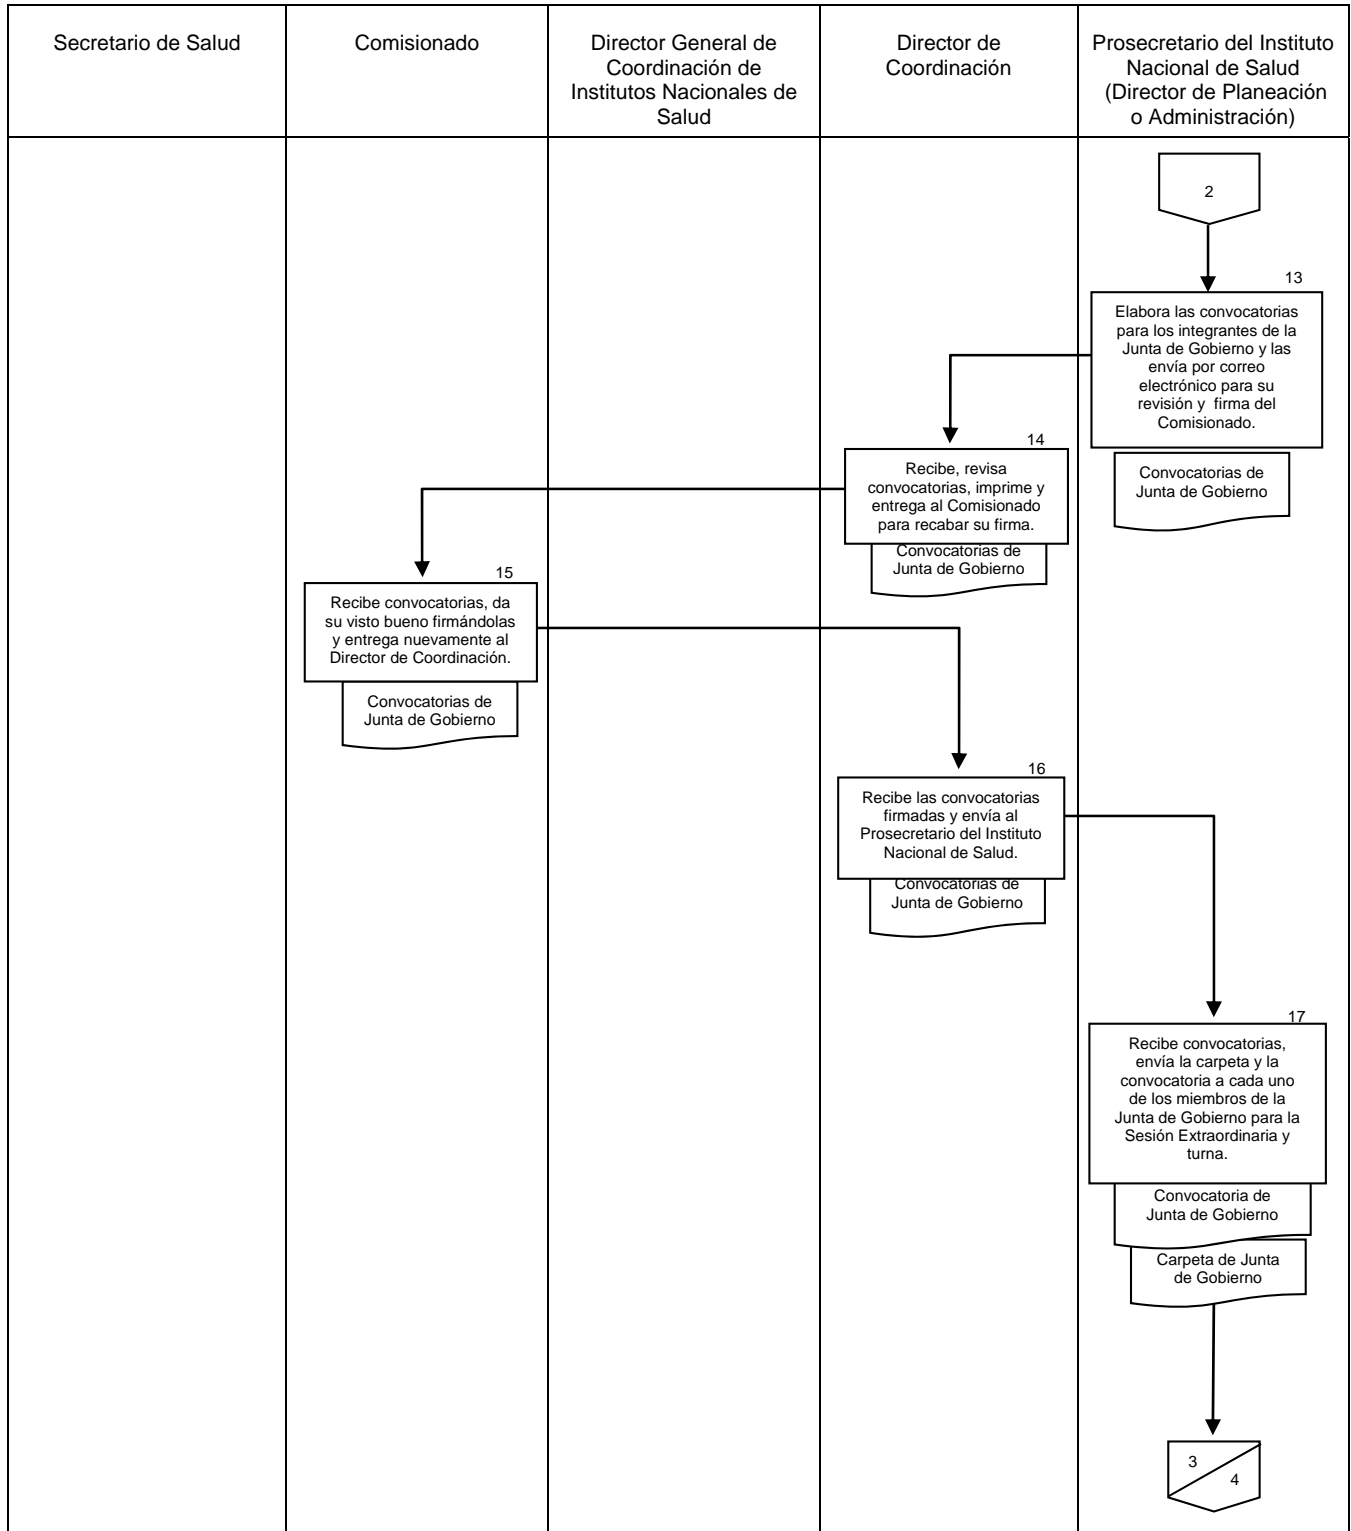 Secretario de Salud
Comisionado
Director General de
Coordinación de
Institutos Nacionales de
Salud
Director de
Coordinación
Prosecretario del Instituto
Nacional de Salud
(Director de Planeación
o Administración)
2
13
Elabora las convocatorias
para los integrantes de la
Junta de Gobierno y las
envía por correo
electrónico para su
revisión y firma del
Comisionado.
Convocatorias de
Junta de Gobierno
14
Recibe, revisa
convocatorias, imprime y
entrega al Comisionado
para recabar su firma.
Convocatorias de
Junta de Gobierno
15
Recibe convocatorias, da
su visto bueno firmándolas
y entrega nuevamente al
Director de Coordinación.
Convocatorias de
Junta de Gobierno
16
Recibe las convocatorias
firmadas y envía al
Prosecretario del Instituto
Nacional de Salud.
Convocatorias de
Junta de Gobierno
17
Recibe convocatorias,
envía la carpeta y la
convocatoria a cada uno
de los miembros de la
Junta de Gobierno para la
Sesión Extraordinaria y
turna.
Convocatoria de
Junta de Gobierno
Carpeta de Junta
de Gobierno
3
4